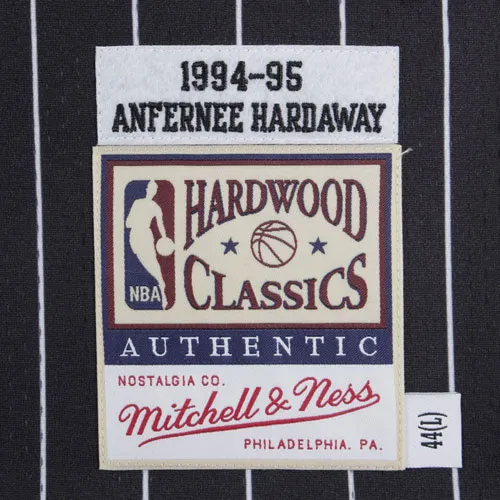 1994-95
ANFERNEE HARDAWAY
HARDWOOD
CLASSICS
NBA
AUTHENTIC
NOSTALGIA CO.
Mitchell & Ness
PHILADELPHIA. PA.
44(L)